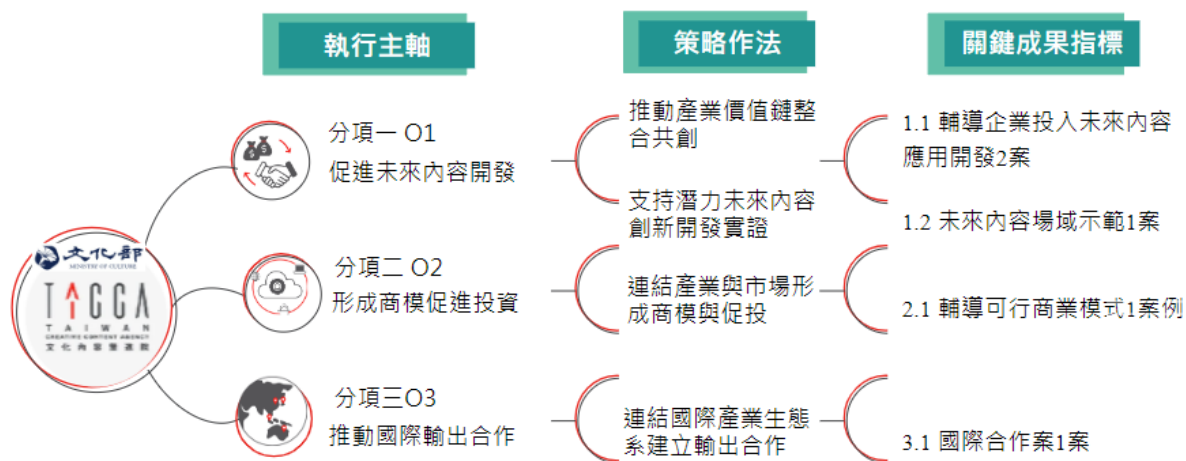 執行主軸
策略作法
關鍵成果指標
分項一 O1
促進未來內容開發
推動產業價值鏈整
合共創
支持潛力未來內容
創新開發實證
1.1 輔導企業投入未來內容
應用開發2案
1.2 未來內容場域示範1案
文化部
MINISTRY OF CULTURE
TAICCA
TAIWAN
CREATIVE CONTENT AGENCY
文化內容策進院
分項二 O2
形成商模促進投資
連結產業與市場形
成商模與促投
2.1 輔導可行商業模式1案例
分項三O3
推動國際輸出合作
連結國際產業生態
系建立輸出合作
3.1 國際合作案1案